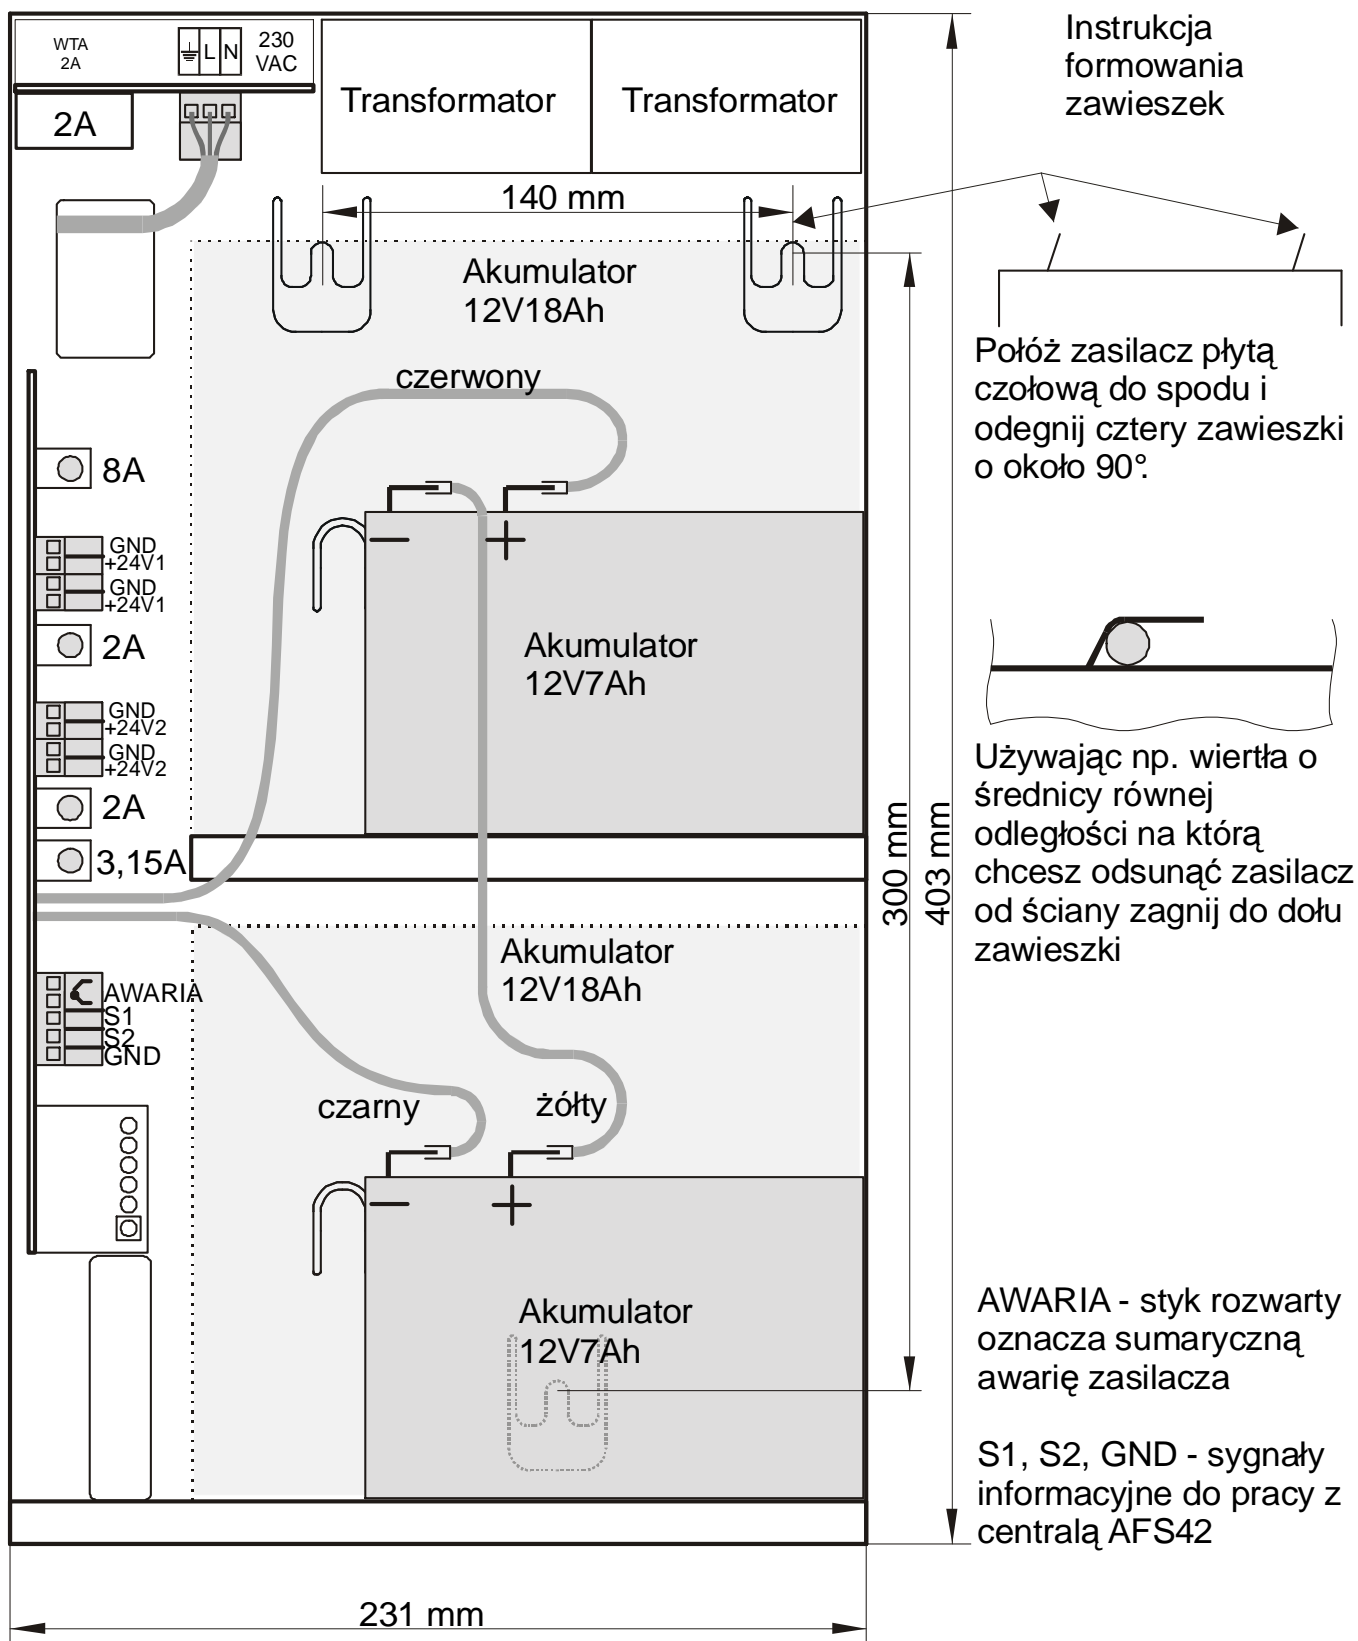 WTA
2A
L N
230
VAC
2A
Transformator
Transformator
140 mm
Akumulator
12V18Ah
czerwony
8A
GND
+24V1
GND
+24V1
2A
GND
+24V2
GND
+24V2
2A
3,15A
Akumulator
12V7Ah
Akumulator
12V18Ah
AWARIA
S1
S2
GND
czarny
żółty
Akumulator
12V7Ah
300 mm
403 mm
231 mm
Instrukcja
formowania
zawieszek
Połóż zasilacz płytą
czołową do spodu i
odegnij cztery zawieszki
o około 90°.
Używając np. wiertła o
średnicy równej
odległości na którą
chcesz odsunąć zasilacz
od ściany zagnij do dołu
zawieszki
AWARIA - styk rozwarty
oznacza sumaryczną
awarię zasilacza
S1, S2, GND - sygnały
informacyjne do pracy z
centralą AFS42